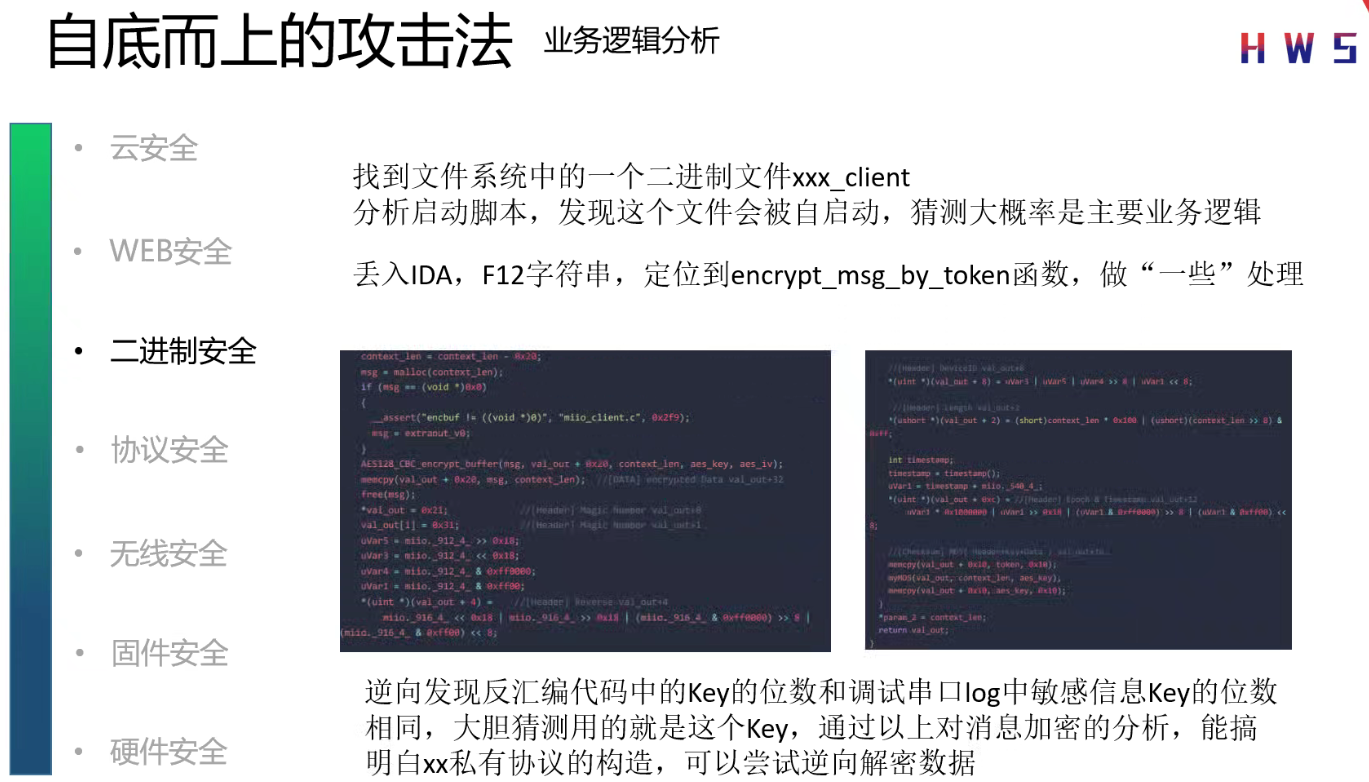 自底而上的攻击法 业务逻辑分析
HWS
• 云安全
• WEB安全
• 二进制安全
• 协议安全
• 无线安全
• 固件安全
• 硬件安全
找到文件系统中的一个二进制文件xxx_client
分析启动脚本，发现这个文件会被自启动，猜测大概率是主要业务逻辑
丢入IDA，F12字符串，定位到encrypt_msg_by_token函数，做“一些”处理
context_len = context_len - 0x20;
msg = malloc(context_len);
if (msg == (void *)0x0)
{
__assert("encbuf != ((void *)0)", "miio_client.c", 0x2f9);
msg = extranut_v0;
}
AES128_CBC_encrypt_buffer(msg, val_out + 0x20, context_len, aes_key, aes_iv);
memcpy(val_out + 0x20, msg, context_len); //[DATA] encrypted Data val_out+32
free(msg);
*val_out = 0x21; //[Header] Magic Number val_out+0
val_out[1] = 0x31; //[Header] Magic Number val_out+1
uVar5 = miio._912_4_ >> 0x18;
uVar3 = miio._912_4_ << 0x18;
uVar4 = miio._912_4_ & 0xff0000;
uVar1 = miio._912_4_ & 0xff00;
*(uint *)(val_out + 4) = //[Header] Reverse val_out+4
miio._916_4_ << 0x18 | miio._916_4_ >> 0x18 | (miio._916_4_ & 0xff0000) >> 8 |
(miio._916_4_ & 0xff00) << 8;
//[Header] DeviceID val_out+8
*(uint *)(val_out + 8) = uVar3 | uVar5 | uVar4 >> 8 | uVar1 << 8;
//[Header] Length val_out+2
*(ushort *)(val_out + 2) = (short)context_len * 0x100 | (ushort)(context_len >> 8) &
0xff;
int timestamp;
timestamp = timestamp();
uVar1 = timestamp + miio._540_4_;
*(uint *)(val_out + 0xc) = //[Header] Epoch & Timestamp val_out+12
uVar1 * 0x1000000 | uVar1 >> 0x18 | (uVar1 & 0xff0000) >> 8 | (uVar1 & 0xff00) <<
8;
memcpy(val_out + 0x10, token, 0x10);
myMD5(val_out, context_len, aes_key);
memcpy(val_out + 0x10, aes_key, 0x10);
}
*param_2 = context_len;
return val_out;
}
逆向发现反汇编代码中的Key的位数和调试串口log中敏感信息Key的位数
相同，大胆猜测用的就是这个Key，通过以上对消息加密的分析，能搞
明白xx私有协议的构造，可以尝试逆向解密数据